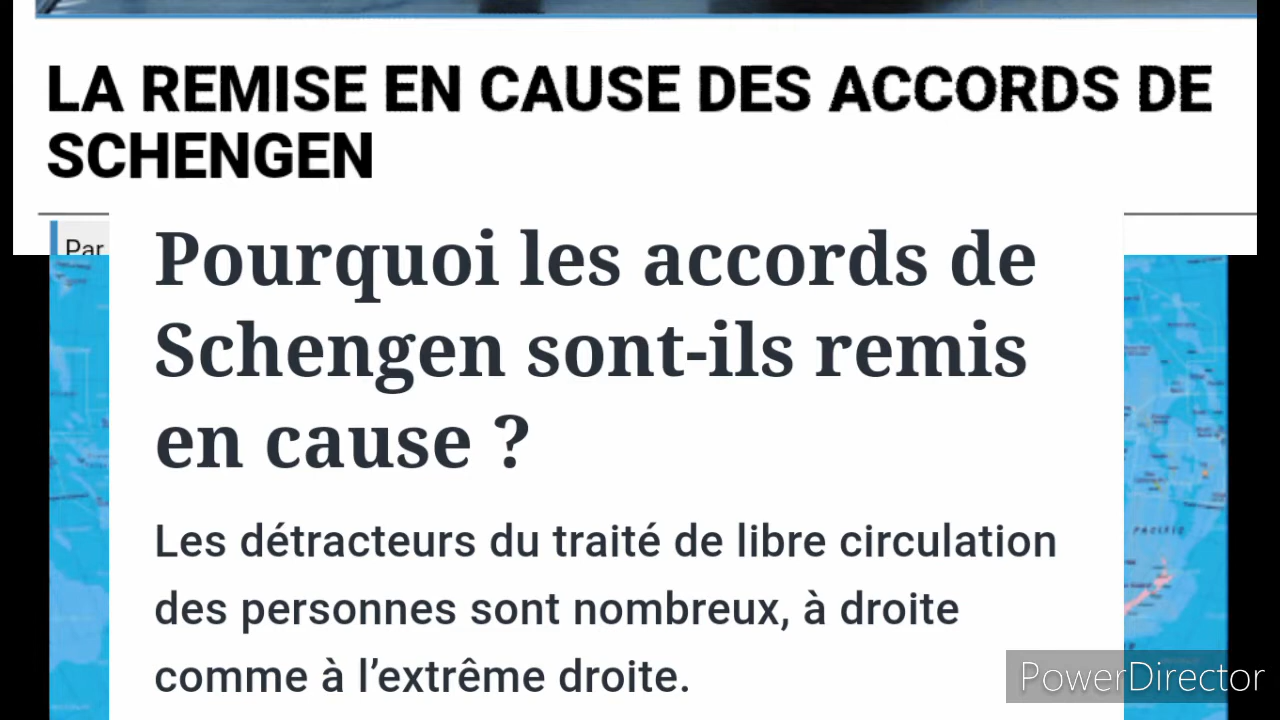 LA REMISE EN CAUSE DES ACCORDS DE
SCHENGEN
Par
Pourquoi les accords de
Schengen sont-ils remis
en cause ?
Les détracteurs du traité de libre circulation
des personnes sont nombreux, à droite
comme à l’extrême droite.
PACIFIC
PowerDirector